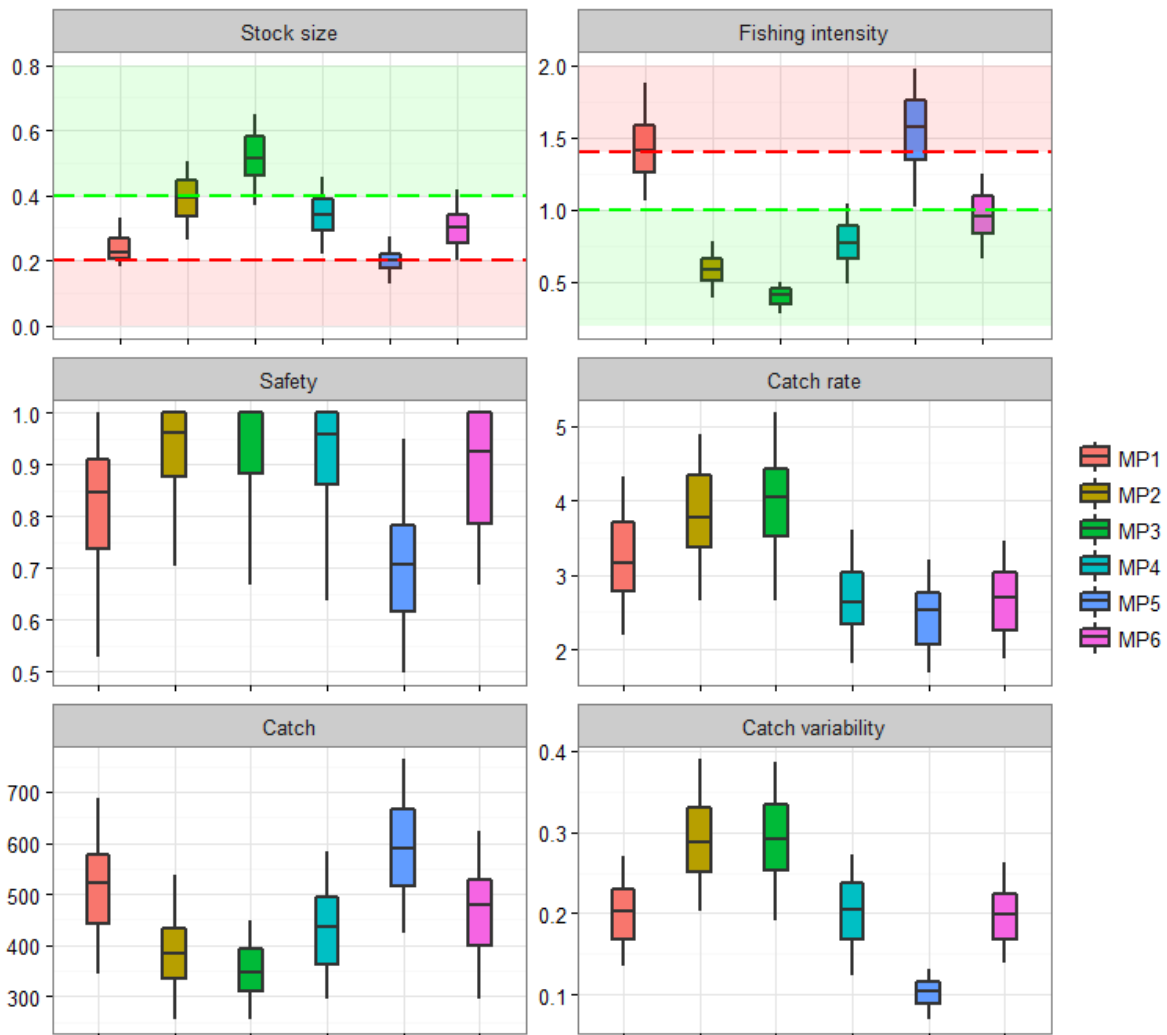 Stock size
Fishing intensity
0.8
0.6
0.4
0.2
0.0
2.0
1.5
1.0
0.5
Safety
Catch rate
1.0
0.9
0.8
0.7
0.6
0.5
5
4
3
2
Catch
Catch variability
700
600
500
400
300
0.4
0.3
0.2
0.1
MP1
MP2
MP3
MP4
MP5
MP6